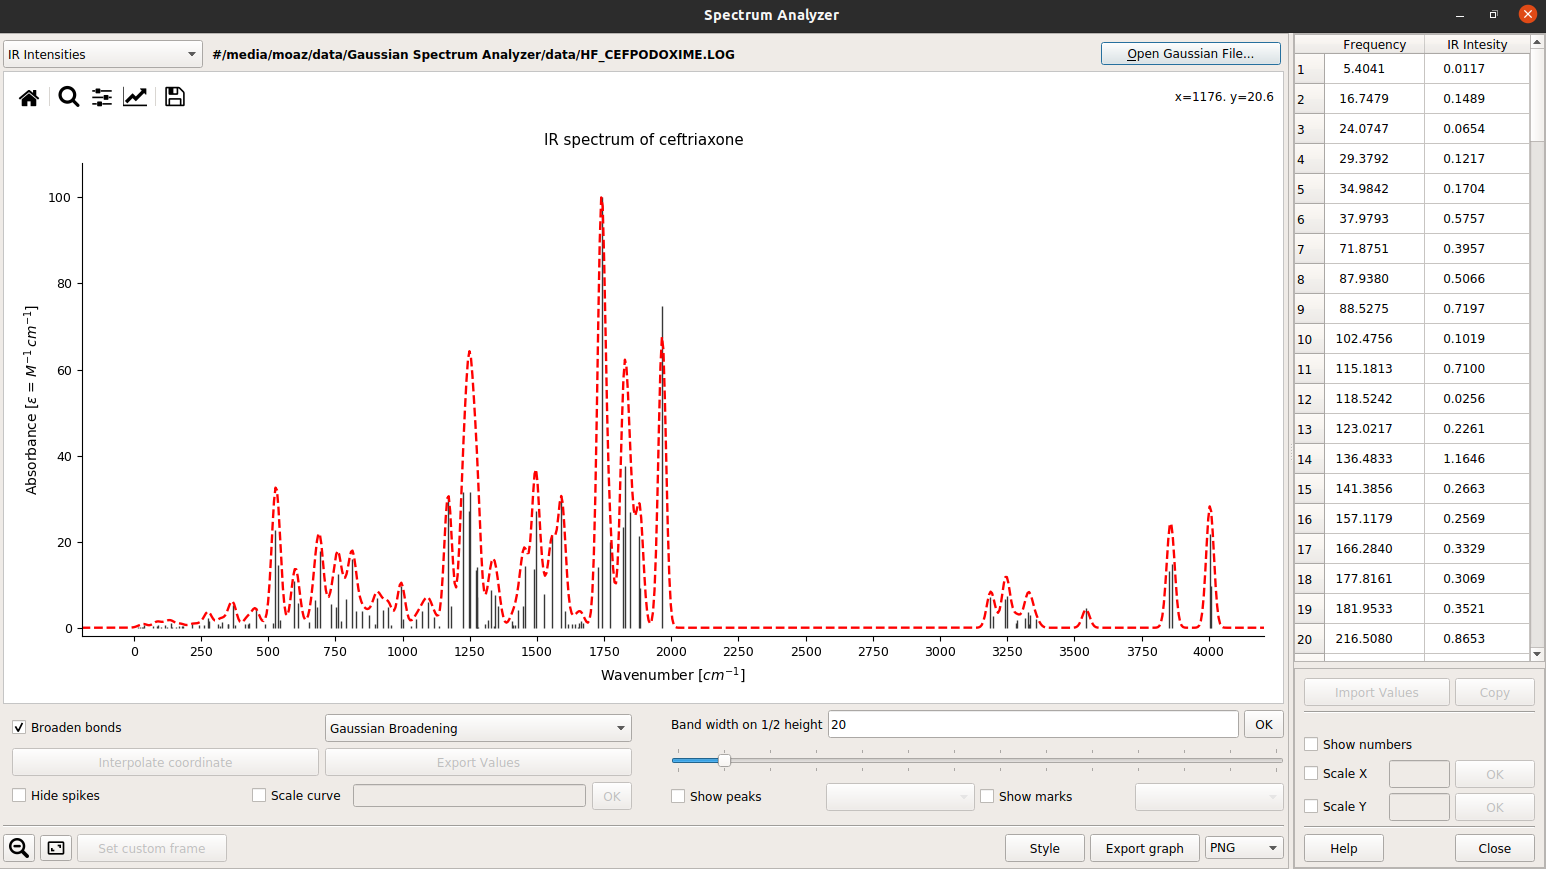 Spectrum Analyzer
IR Intensities
#/media/moaz/data/Gaussian Spectrum Analyzer/data/HF_CEFPODOXIME.LOG
Open Gaussian File...
x=1176. y=20.6
IR spectrum of ceftriaxone
Absorbance [ε = M⁻¹ cm⁻¹]
100
80
60
40
20
0
0 250 500 750 1000 1250 1500 1750 2000 2250 2500 2750 3000 3250 3500 3750 4000
Wavenumber [cm⁻¹]
Frequency IR Intesity
1 5.4041 0.0117
2 16.7479 0.1489
3 24.0747 0.0654
4 29.3792 0.1217
5 34.9842 0.1704
6 37.9793 0.5757
7 71.8751 0.3957
8 87.9380 0.5066
9 88.5275 0.7197
10 102.4756 0.1019
11 115.1813 0.7100
12 118.5242 0.0256
13 123.0217 0.2261
14 136.4833 1.1646
15 141.3856 0.2663
16 157.1179 0.2569
17 166.2840 0.3329
18 177.8161 0.3069
19 181.9533 0.3521
20 216.5080 0.8653
Broaden bonds
Gaussian Broadening
Band width on 1/2 height 20 OK
Interpolate coordinate
Export Values
Hide spikes
Scale curve
OK
Show peaks
Show marks
Set custom frame
Style
Export graph
PNG
Import Values
Copy
Show numbers
Scale X
OK
Scale Y
OK
Help
Close